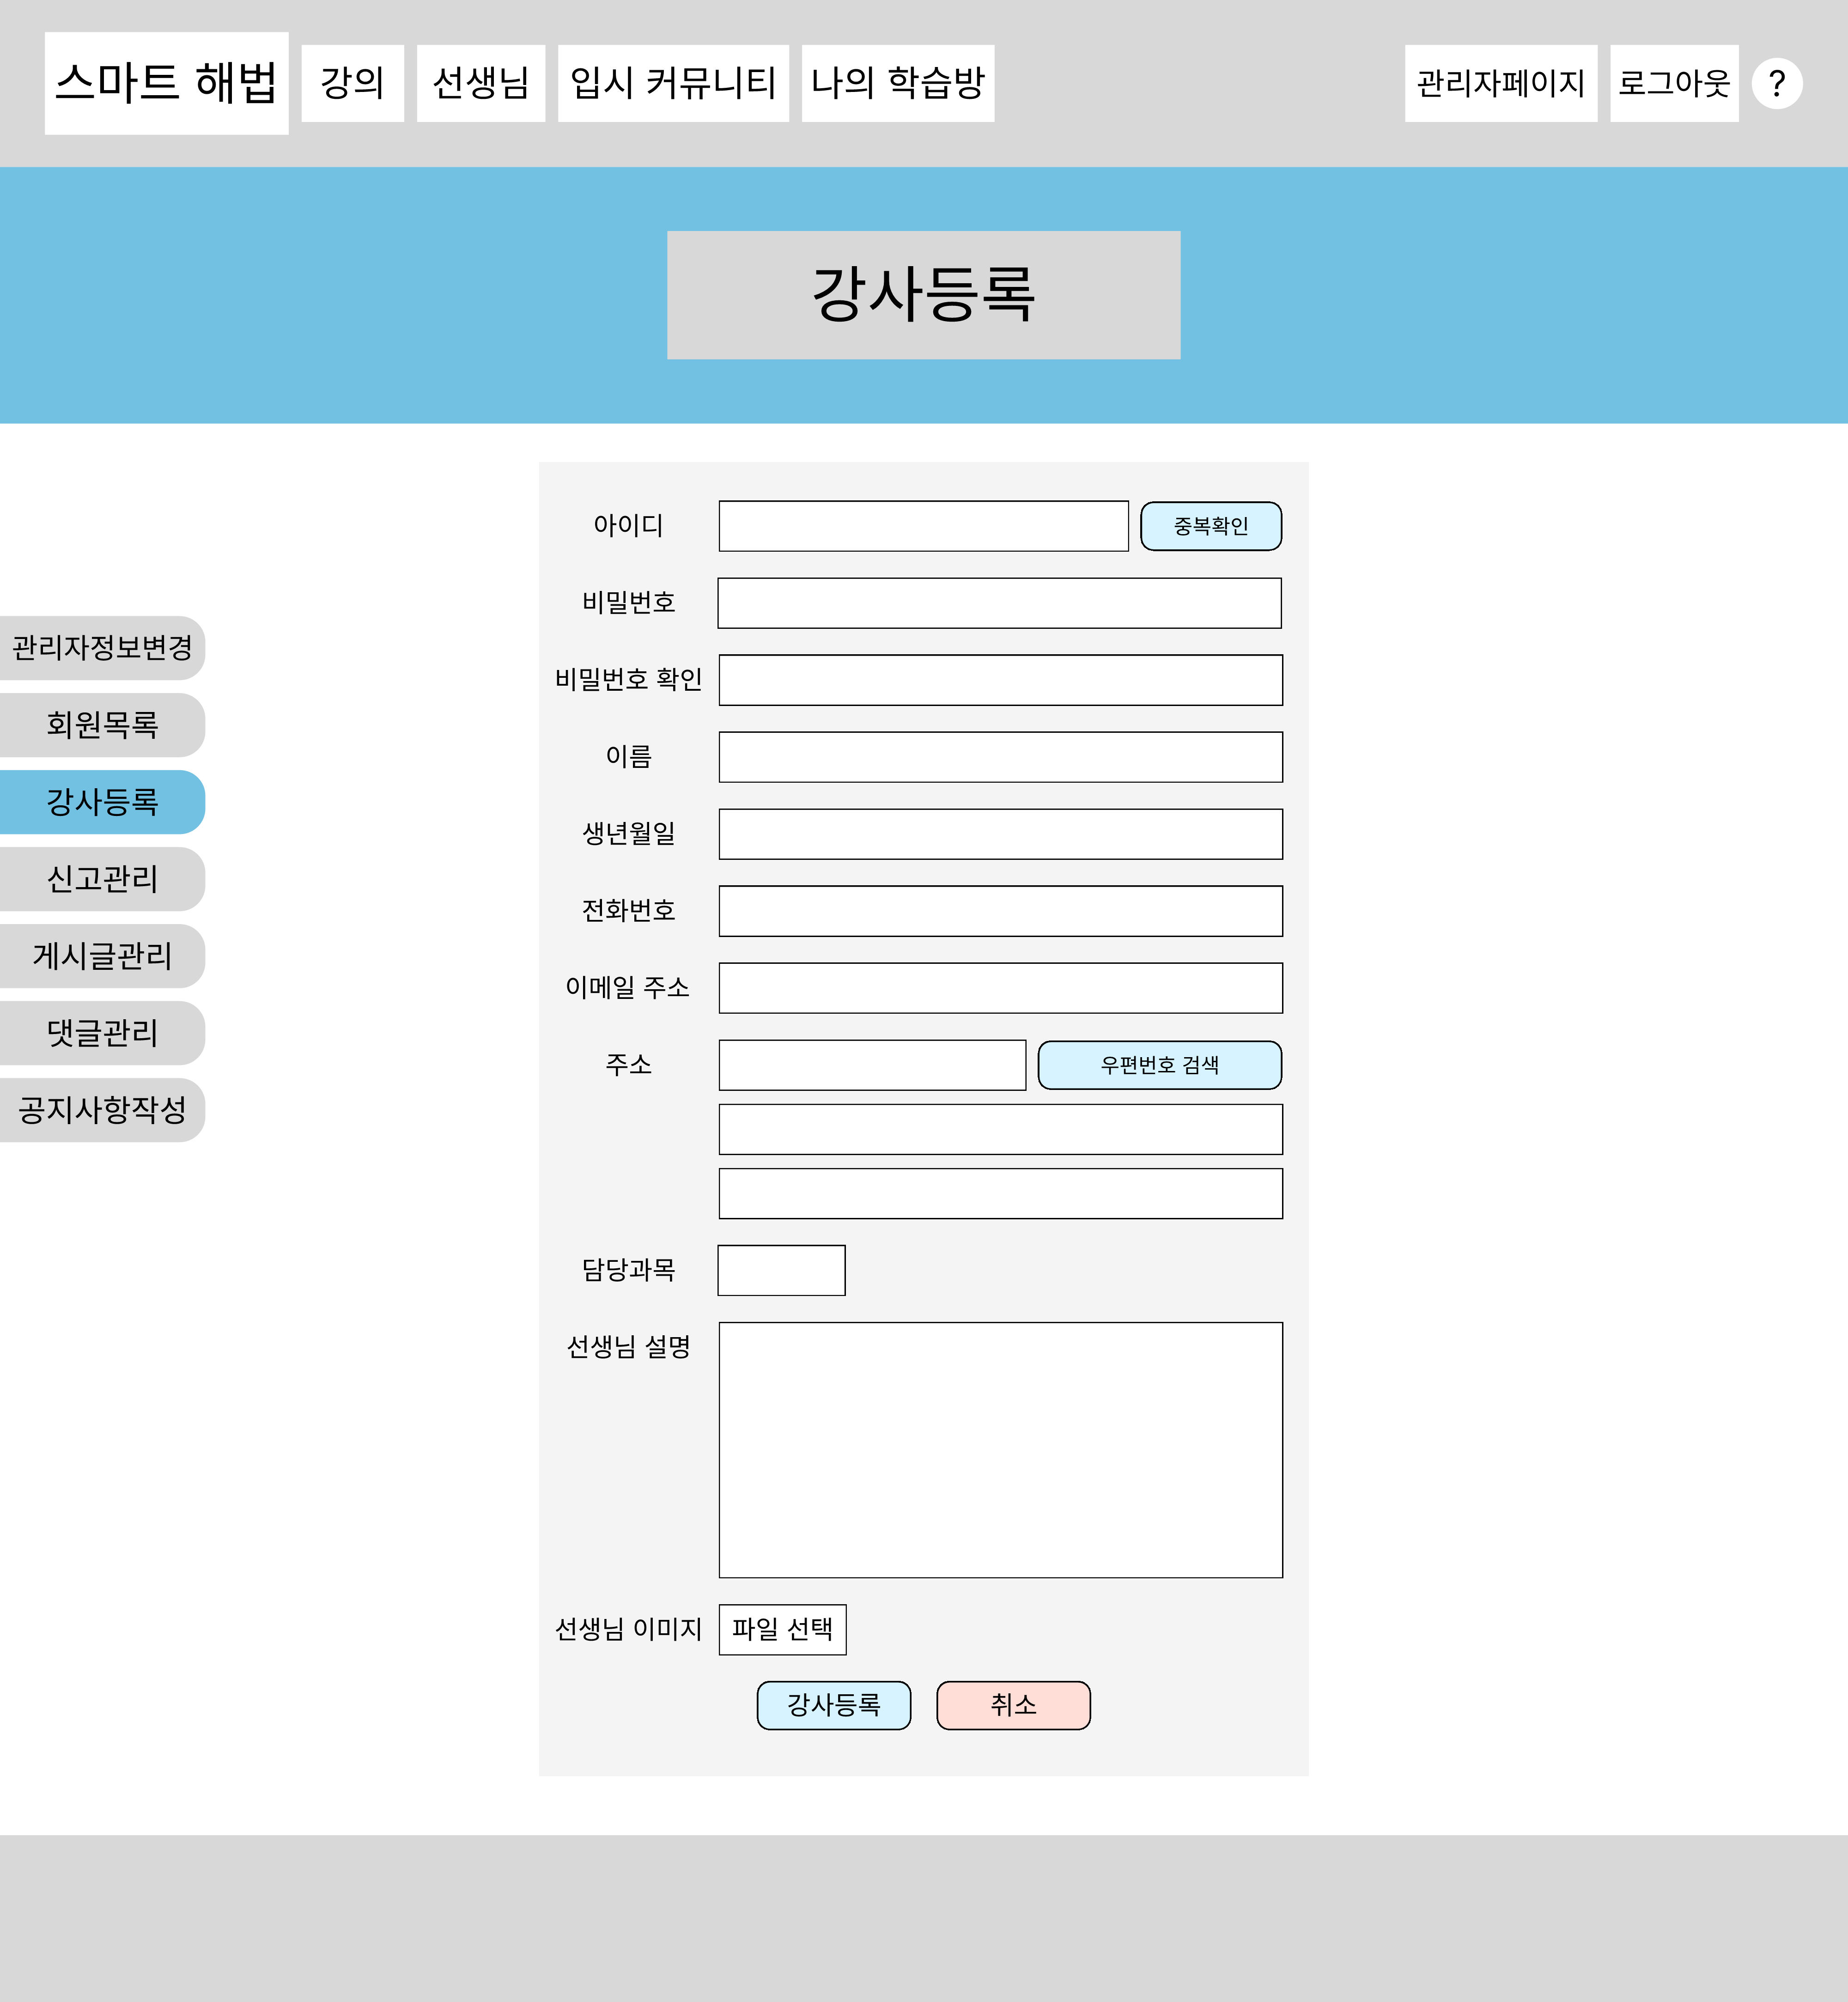 스마트 해법 강의 선생님 입시 커뮤니티 나의 학습방 관리자페이지 로그아웃 ?
강사등록
관리자정보변경
회원목록
강사등록
신고관리
게시글관리
댓글관리
공지사항작성
아이디 중복확인
비밀번호
비밀번호 확인
이름
생년월일
전화번호
이메일 주소
주소 우편번호 검색
담당과목
선생님 설명
선생님 이미지 파일 선택
강사등록 취소